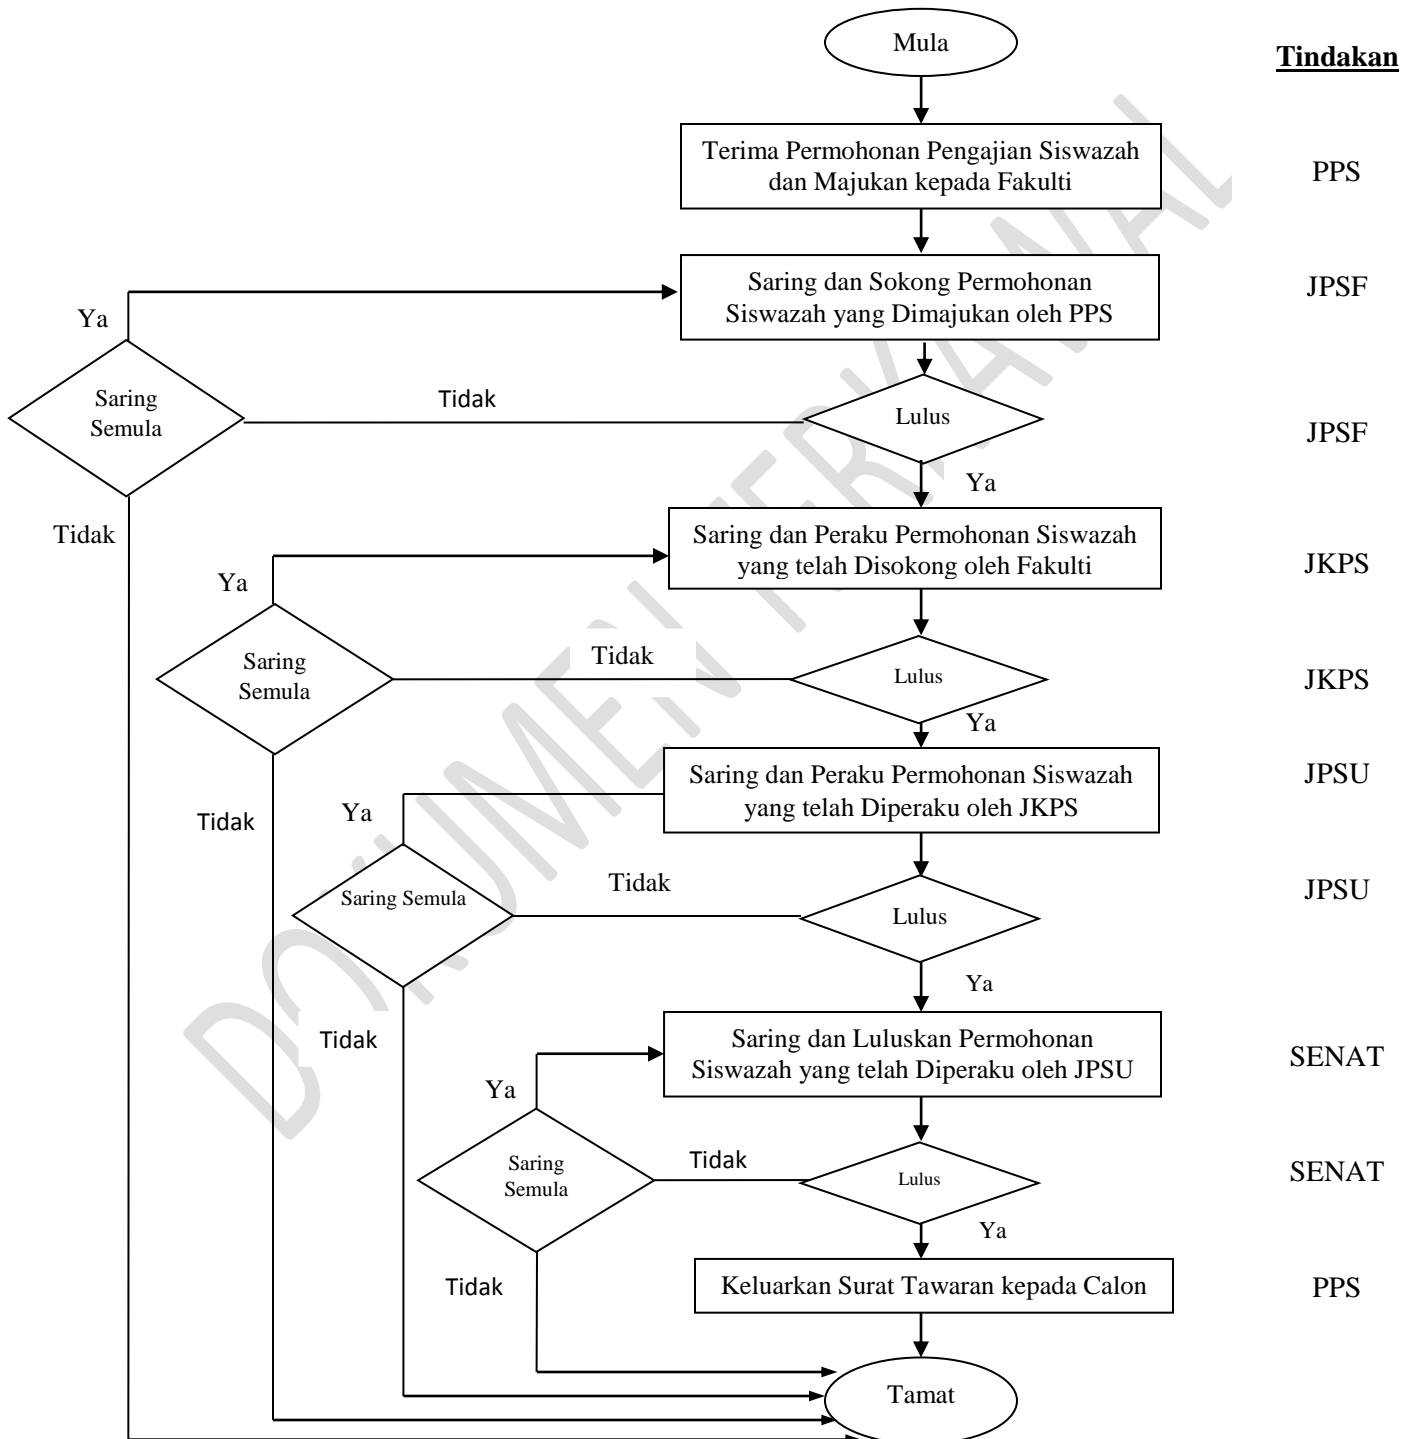 Mula
Tindakan
Terima Permohonan Pengajian Siswazah
dan Majukan kepada Fakulti
PPS
Saring dan Sokong Permohonan
Siswazah yang Dimajukan oleh PPS
JPSF
Ya
Saring
Semula
Tidak
Lulus
JPSF
Ya
Tidak
Saring dan Peraku Permohonan Siswazah
yang telah Disokong oleh Fakulti
JKPS
Ya
Saring
Semula
Tidak
Lulus
JKPS
Ya
Saring dan Peraku Permohonan Siswazah
yang telah Diperaku oleh JKPS
JPSU
Ya
Tidak
Saring Semula
Tidak
Lulus
JPSU
Ya
Tidak
Saring dan Luluskan Permohonan
Siswazah yang telah Diperaku oleh JPSU
SENAT
Ya
Saring
Semula
Tidak
Lulus
SENAT
Ya
Tidak
Keluarkan Surat Tawaran kepada Calon
PPS
Tamat
DOKUMEN TERKAWAL